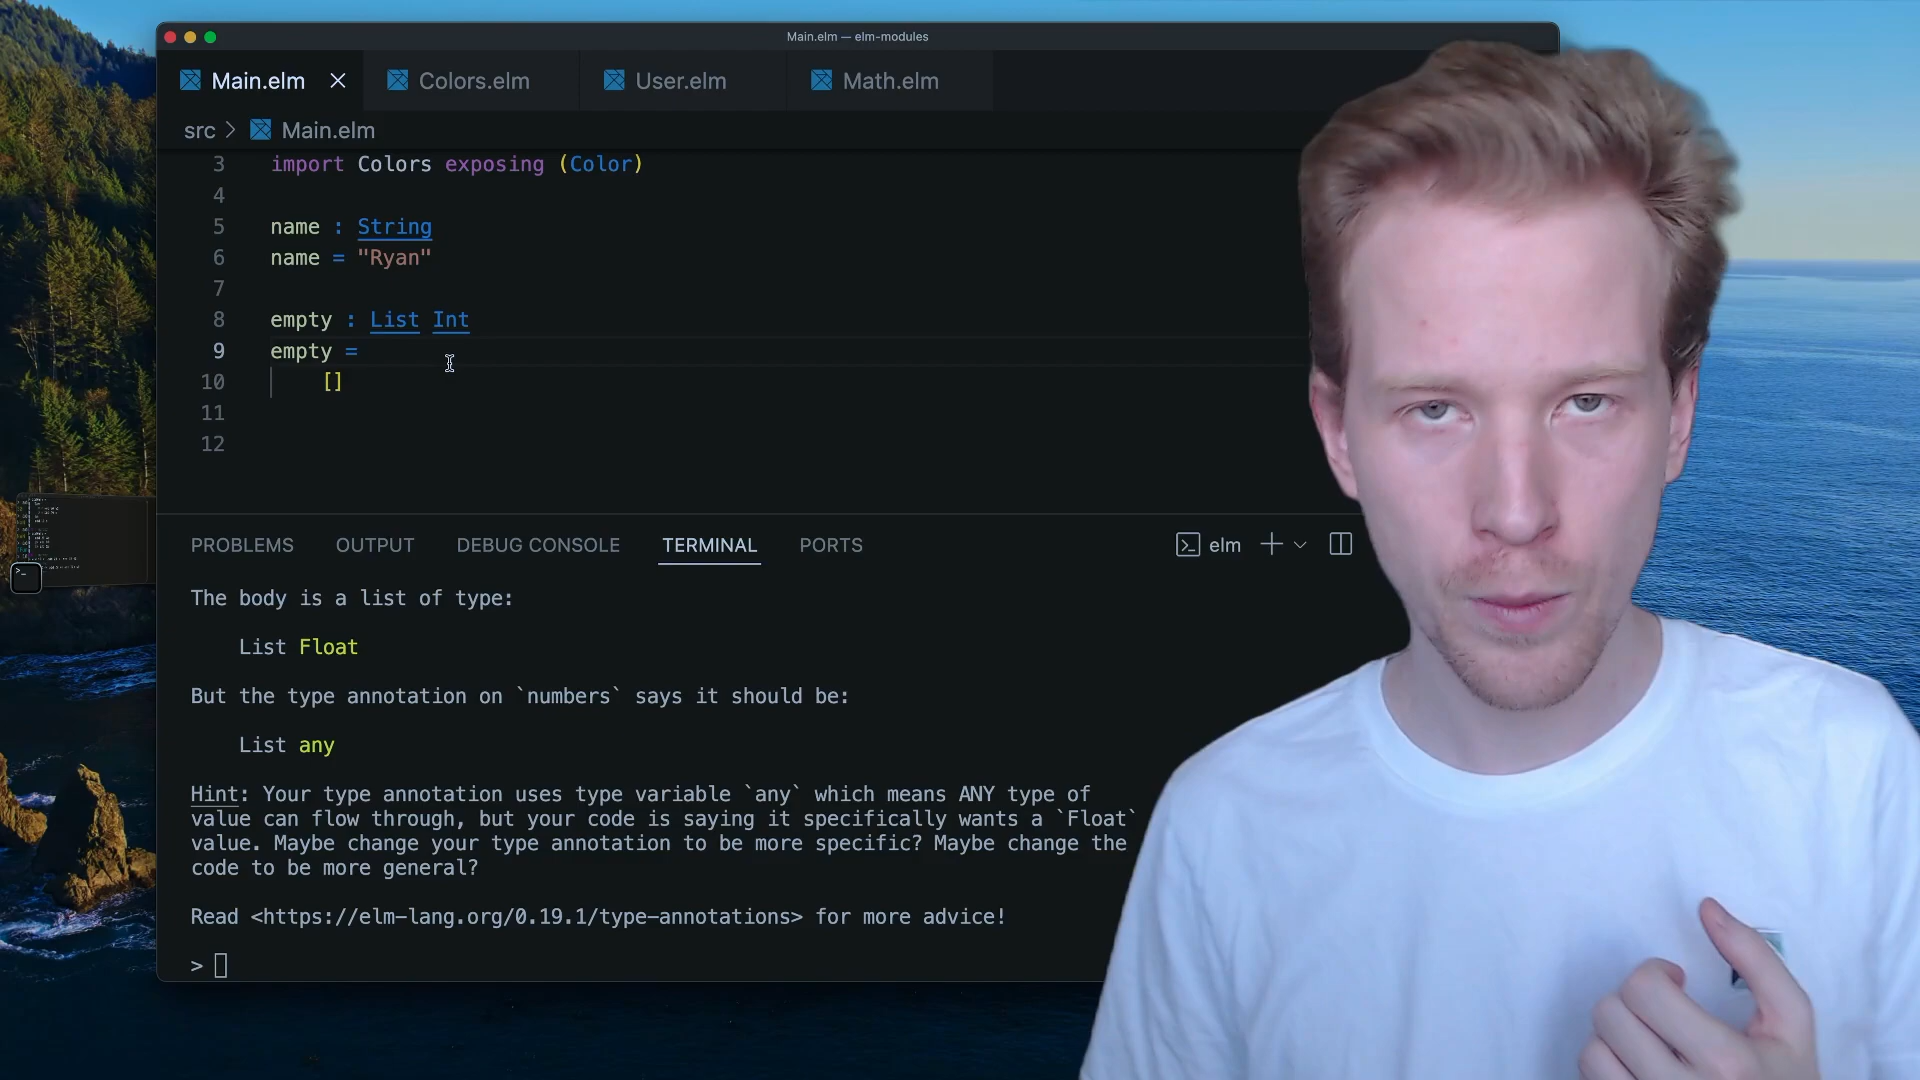 Main.elm — elm-modules
Main.elm
Colors.elm
User.elm
Math.elm
src > Main.elm
3 import Colors exposing (Color)
4
5 name : String
6 name = "Ryan"
7
8 empty : List Int
9 empty =
10 []
11
12
PROBLEMS OUTPUT DEBUG CONSOLE TERMINAL PORTS
elm
The body is a list of type:
List Float
But the type annotation on `numbers` says it should be:
List any
Hint: Your type annotation uses type variable `any` which means ANY type of
value can flow through, but your code is saying it specifically wants a `Float`
value. Maybe change your type annotation to be more specific? Maybe change the
code to be more general?
Read <https://elm-lang.org/0.19.1/type-annotations> for more advice!
>